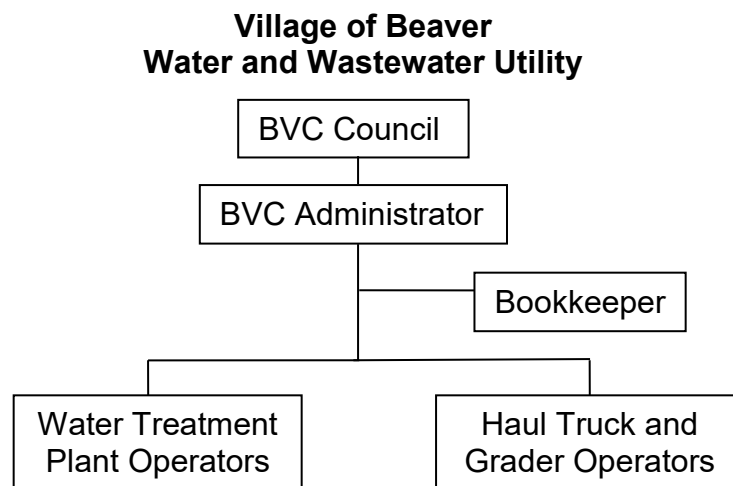 Village of Beaver
Water and Wastewater Utility
BVC Council
BVC Administrator
Bookkeeper
Water Treatment
Plant Operators
Haul Truck and
Grader Operators